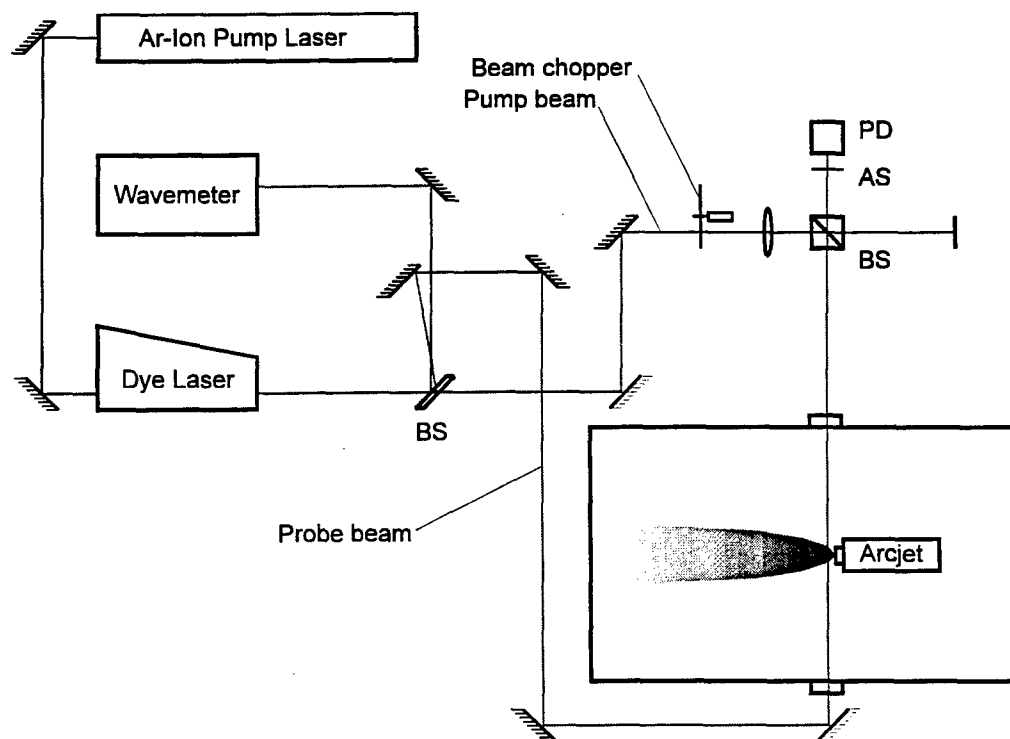 Ar-Ion Pump Laser
Beam chopper
Pump beam
PD
AS
Wavemeter
BS
Dye Laser
BS
Probe beam
Arcjet